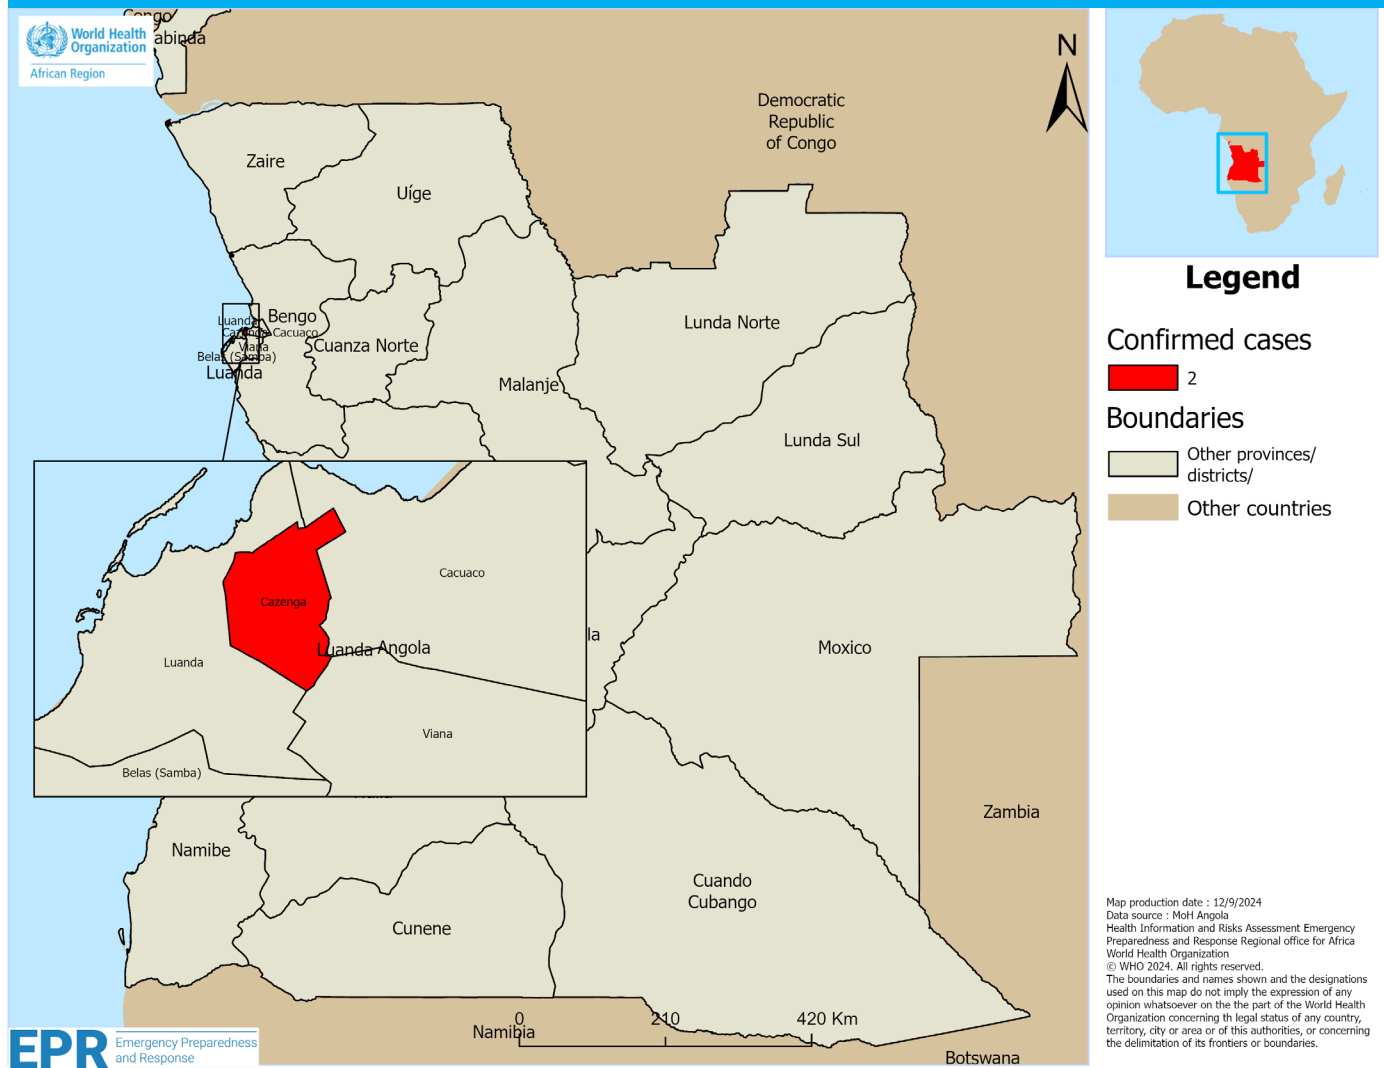 Congo
abinda
World Health
Organization
African Region
N
Democratic
Republic
of Congo
Zaire
Uíge
Bengo
Luanda
Cazenga
Cacuaco
Viana
Belas (Samba)
Luanda
Cuanza Norte
Malanje
Lunda Norte
Lunda Sul
Cacuaco
Cazenga
Luanda
Angola
Luanda
Viana
Belas (Samba)
la
Moxico
Zambia
Namibe
Cuando
Cubango
Cunene
0
210
420 Km
Namibia
Botswana
EPR
Emergency Preparedness
and Response
Legend
Confirmed cases
2
Boundaries
Other provinces/
districts/
Other countries
Map production date : 12/9/2024
Data source : MoH Angola
Health Information and Risks Assessment Emergency
Preparedness and Response Regional office for Africa
World Health Organization
© WHO 2024. All rights reserved.
The boundaries and names shown and the designations
used on this map do not imply the expression of any
opinion whatsoever on the the part of the World Health
Organization concerning th legal status of any country,
territory, city or area or of this authorities, or concerning
the delimitation of its frontiers or boundaries.